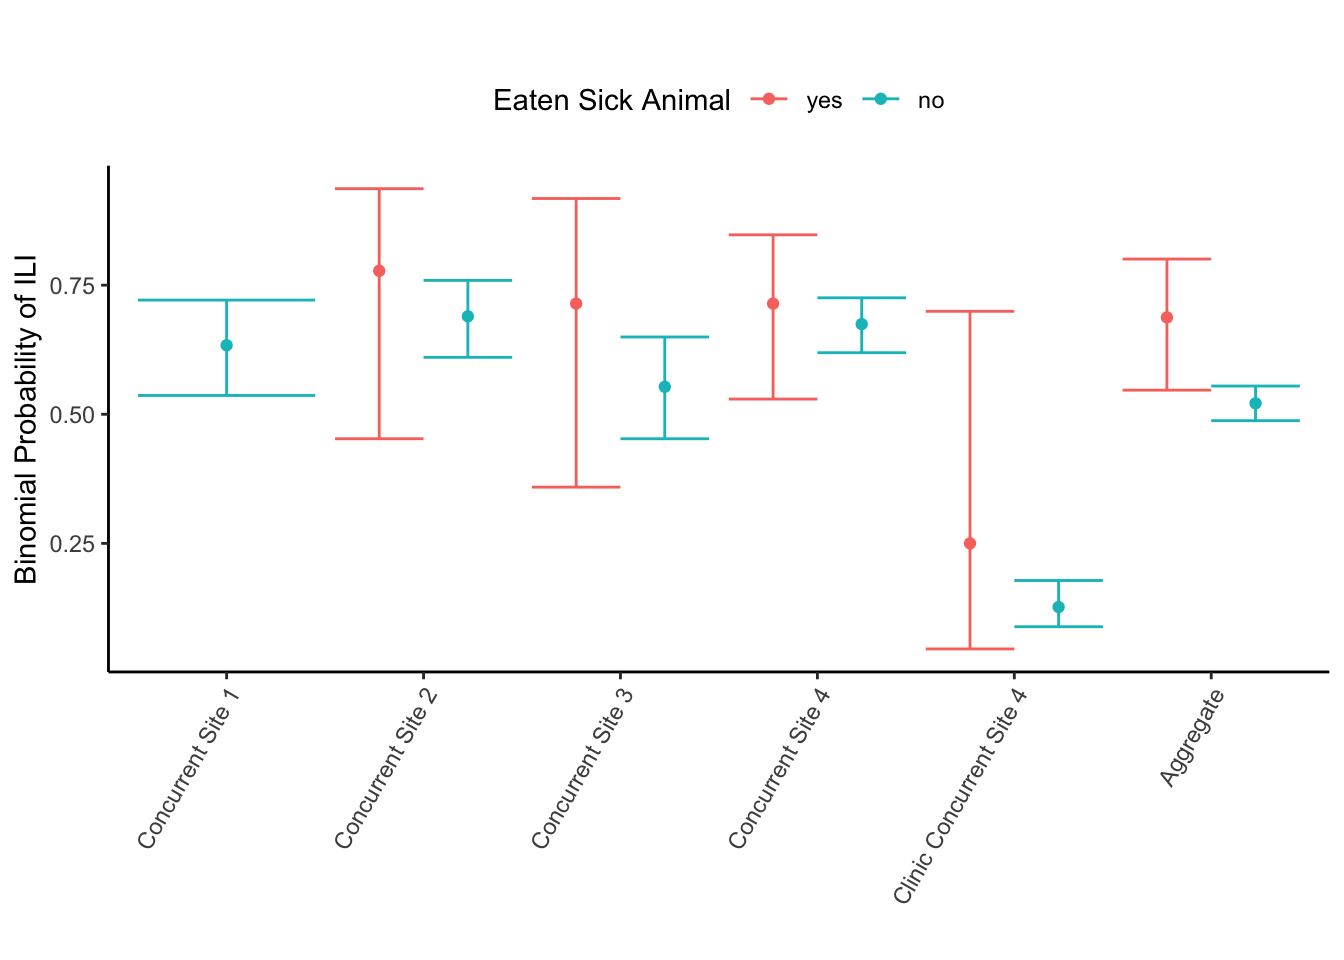 Eaten Sick Animal yes no
Binomial Probability of ILI
0.75
0.50
0.25
Concurrent Site 1
Concurrent Site 2
Concurrent Site 3
Concurrent Site 4
Clinic Concurrent Site 4
Aggregate